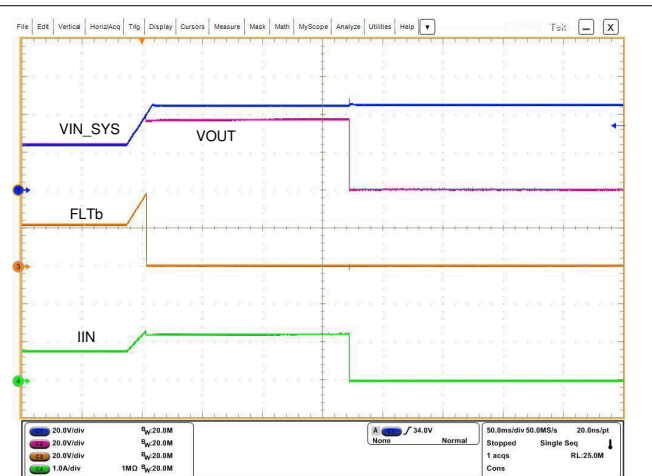 File Edit Vertical Horiz/Acq Trig Display Cursors Measure Mask Math MyScope Analyze Utilities Help
Tek X
VIN_SYS
VOUT
FLTb
IIN
3
4
20.0V/div BW:20.0M
20.0V/div BW:20.0M
20.0V/div BW:20.0M
1.0A/div 1MΩ BW:20.0M
A 34.0V
None Normal
50.0ms/div 50.0MS/s 20.0ns/pt
Stopped Single Seq
1 acqs RL:25.0M
Cons